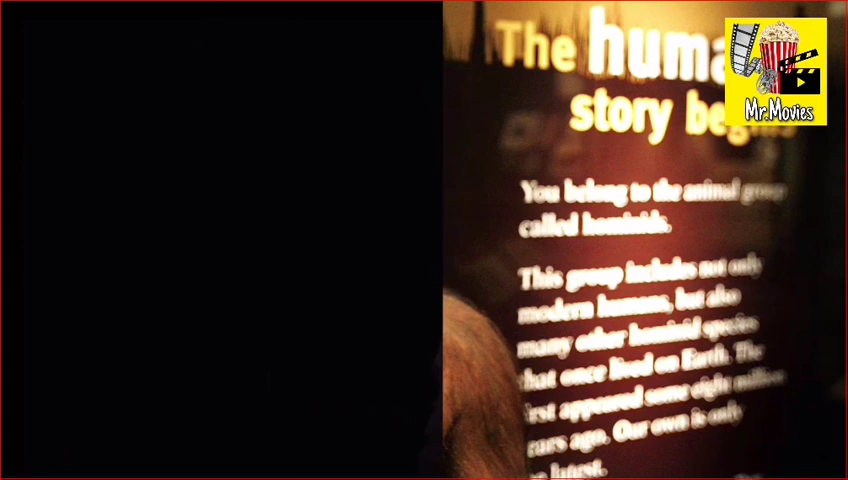 The huma
story begins
Mr.Movies
You belong to the animal group
called hominids.
This group includes not only
modern humans, but also
many other hominid species
that once lived on Earth. The
first appeared some eight million
years ago. Our own is only
latest.